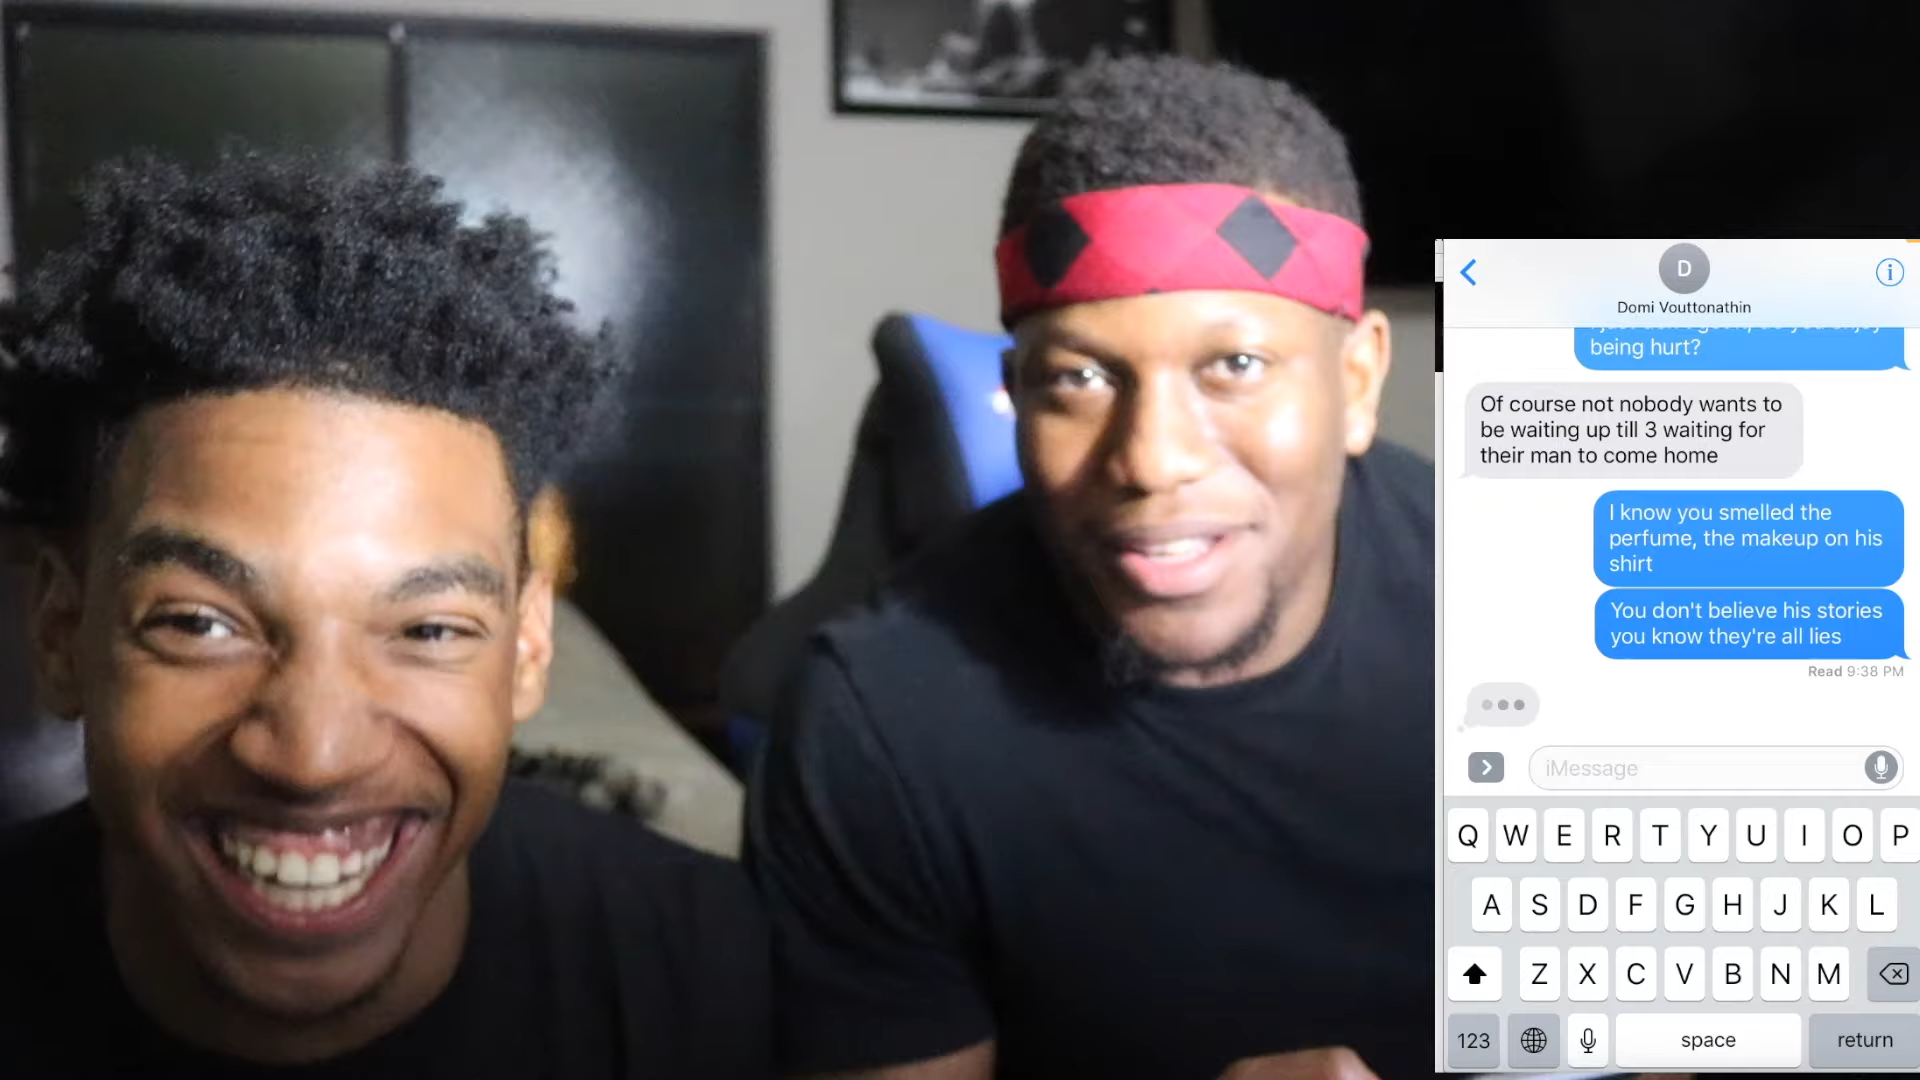 D
Domi Vouttonathin
being hurt?
Of course not nobody wants to
be waiting up till 3 waiting for
their man to come home
I know you smelled the
perfume, the makeup on his
shirt
You don't believe his stories
you know they're all lies
Read 9:38 PM
iMessage
Q W E R T Y U I O P
A S D F G H J K L
Z X C V B N M
123 space return